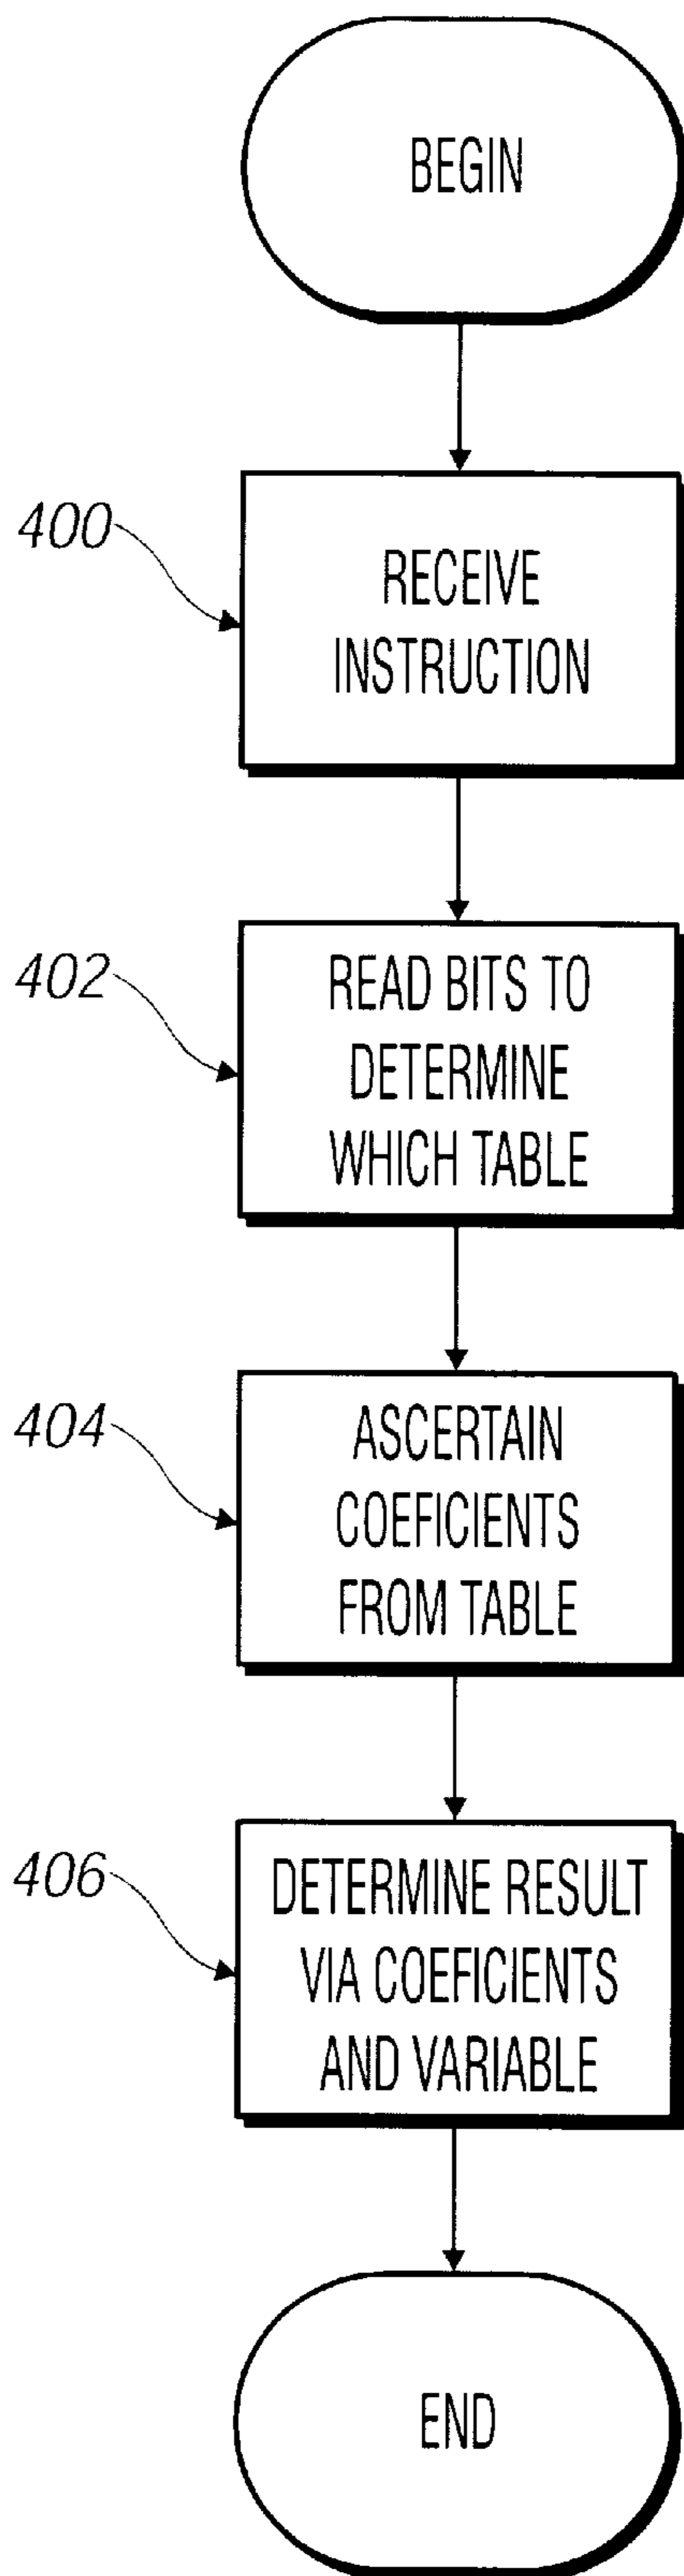 BEGIN
400
RECEIVE
INSTRUCTION
402
READ BITS TO
DETERMINE
WHICH TABLE
404
ASCERTAIN
COEFICIENTS
FROM TABLE
406
DETERMINE RESULT
VIA COEFICIENTS
AND VARIABLE
END